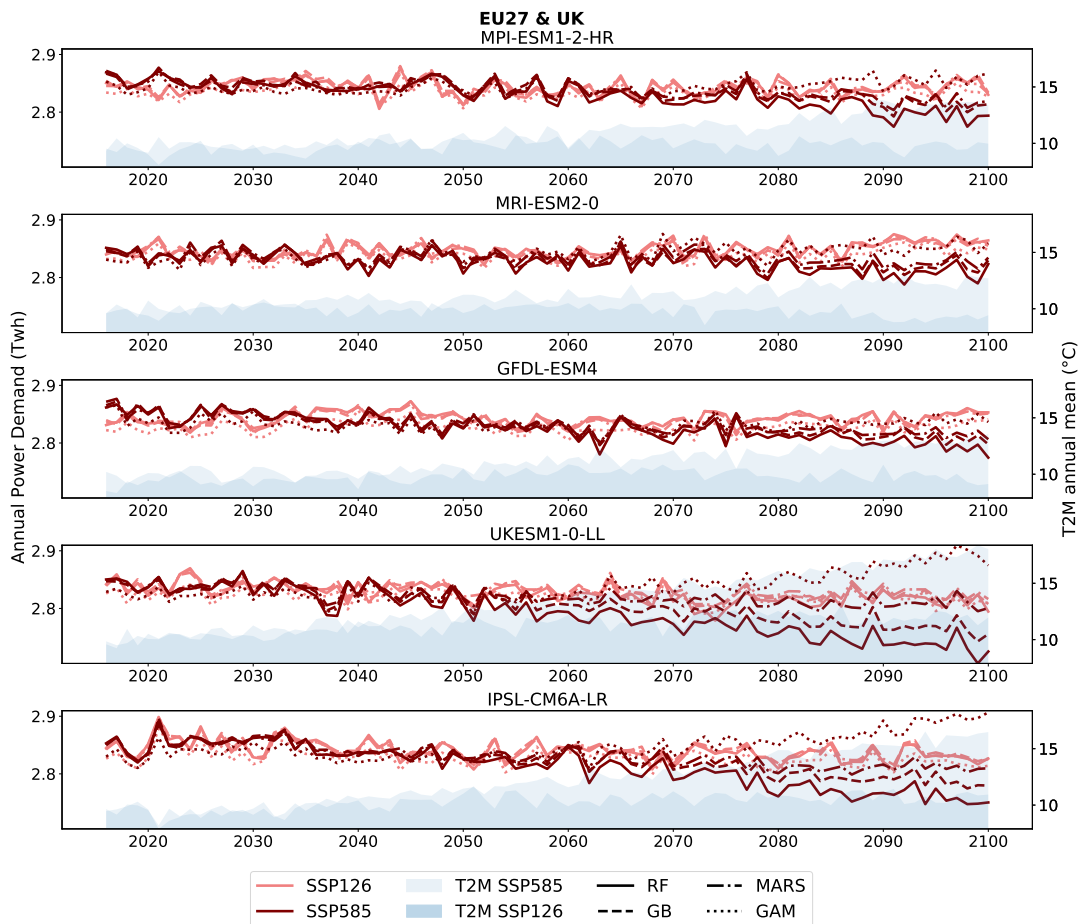 EU27 & UK
MPI-ESM1-2-HR
2.9
2.8
15
10
2020 2030 2040 2050 2060 2070 2080 2090 2100
MRI-ESM2-0
2.9
2.8
15
10
2020 2030 2040 2050 2060 2070 2080 2090 2100
GFDL-ESM4
2.9
2.8
15
10
2020 2030 2040 2050 2060 2070 2080 2090 2100
UKESM1-0-LL
2.9
2.8
15
10
2020 2030 2040 2050 2060 2070 2080 2090 2100
IPSL-CM6A-LR
2.9
2.8
15
10
2020 2030 2040 2050 2060 2070 2080 2090 2100
Annual Power Demand (Twh)
T2M annual mean (°C)
SSP126 T2M SSP585 RF MARS
SSP585 T2M SSP126 GB GAM